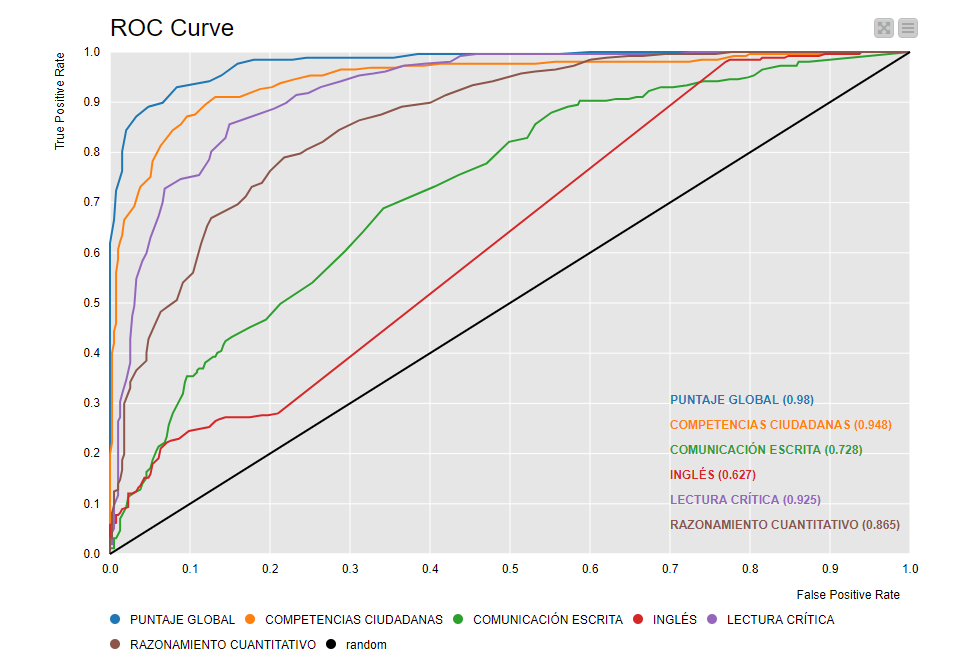 ROC Curve
True Positive Rate
1.0
0.9
0.8
0.7
0.6
0.5
0.4
0.3
0.2
0.1
0.0
PUNTAJE GLOBAL (0.98)
COMPETENCIAS CIUDADANAS (0.948)
COMUNICACIÓN ESCRITA (0.728)
INGLÉS (0.627)
LECTURA CRÍTICA (0.925)
RAZONAMIENTO CUANTITATIVO (0.865)
0.0 0.1 0.2 0.3 0.4 0.5 0.6 0.7 0.8 0.9 1.0
False Positive Rate
PUNTAJE GLOBAL COMPETENCIAS CIUDADANAS COMUNICACIÓN ESCRITA INGLÉS LECTURA CRÍTICA
RAZONAMIENTO CUANTITATIVO random